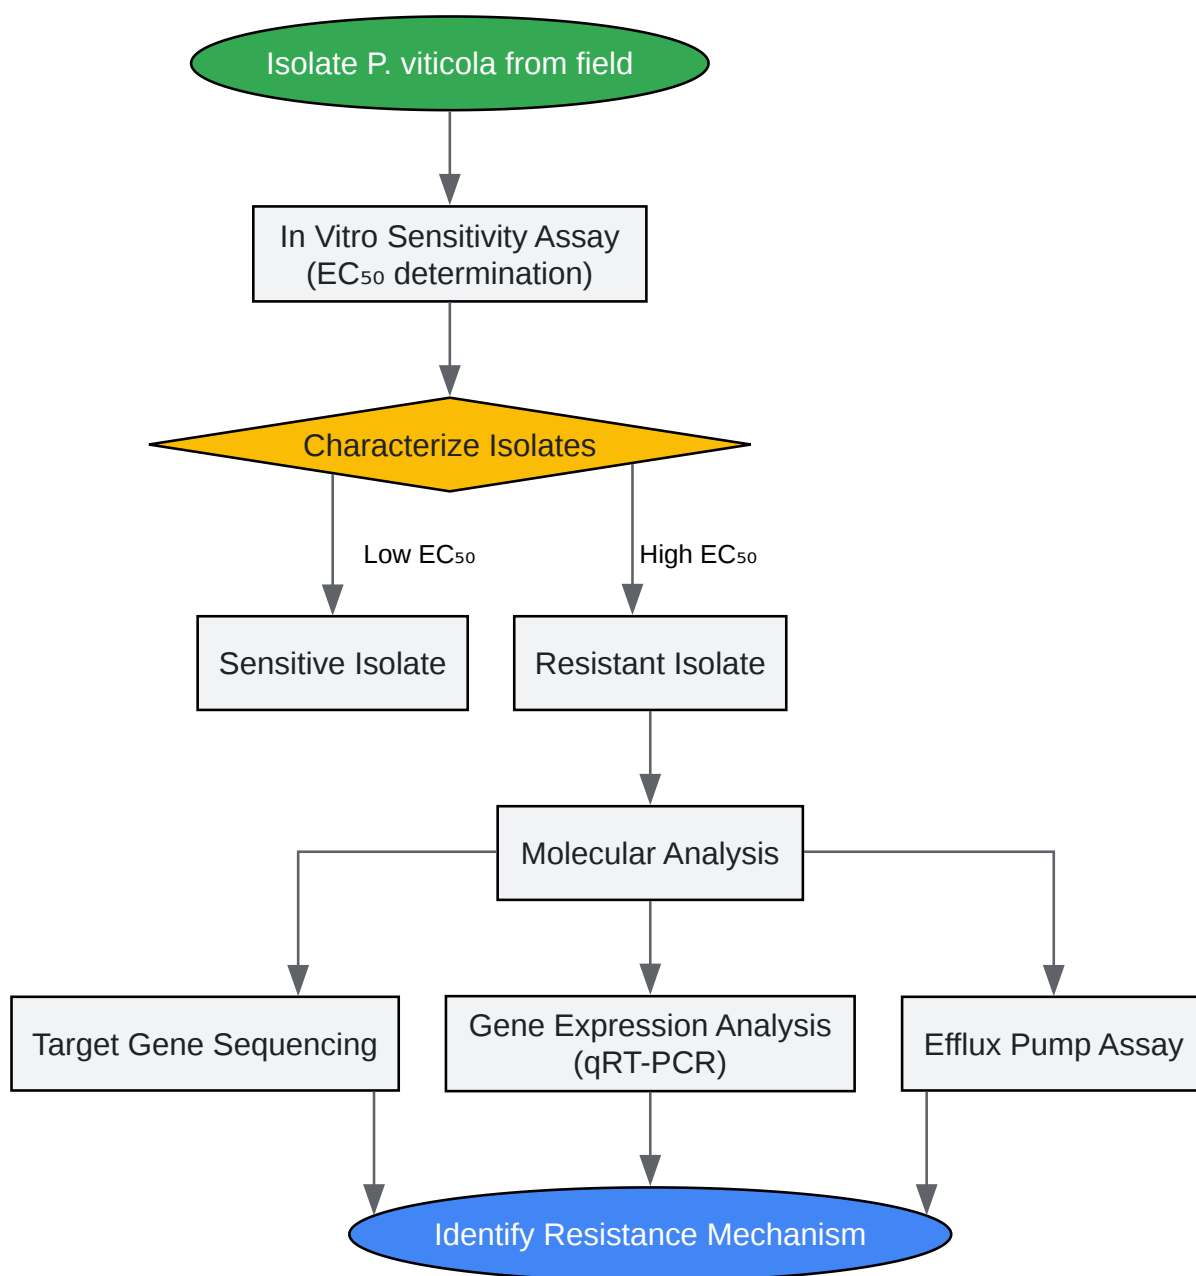 Isolate P. viticola from field
In Vitro Sensitivity Assay
(EC₅₀ determination)
Characterize Isolates
Low EC₅₀
High EC₅₀
Sensitive Isolate
Resistant Isolate
Molecular Analysis
Target Gene Sequencing
Gene Expression Analysis
(qRT-PCR)
Efflux Pump Assay
Identify Resistance Mechanism